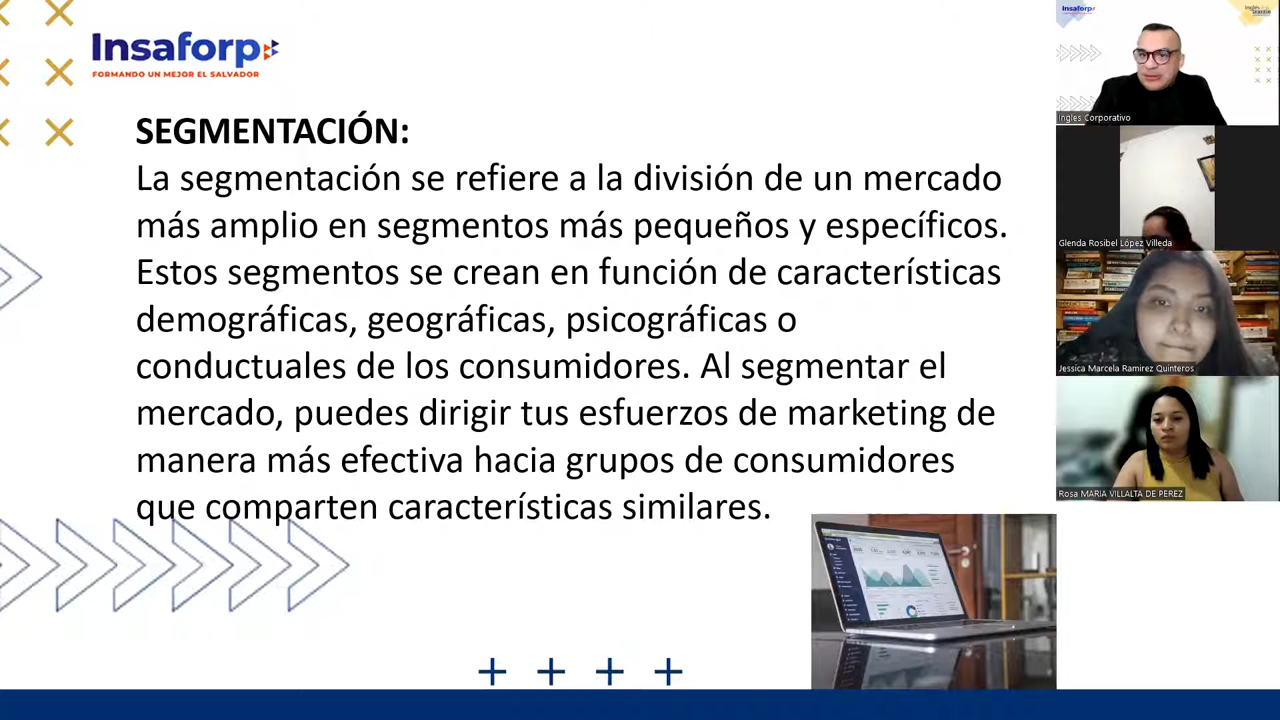 Insaforp
FORMANDO UN MEJOR EL SALVADOR
SEGMENTACIÓN:
La segmentación se refiere a la división de un mercado
más amplio en segmentos más pequeños y específicos.
Estos segmentos se crean en función de características
demográficas, geográficas, psicográficas o
conductuales de los consumidores. Al segmentar el
mercado, puedes dirigir tus esfuerzos de marketing de
manera más efectiva hacia grupos de consumidores
que comparten características similares.
Insaforp
Ingles Corporativo
Glenda Rosibel López Villeda
Jessica Marcela Ramirez Quinteros
Rosa MARIA VILLALTA DE PEREZ